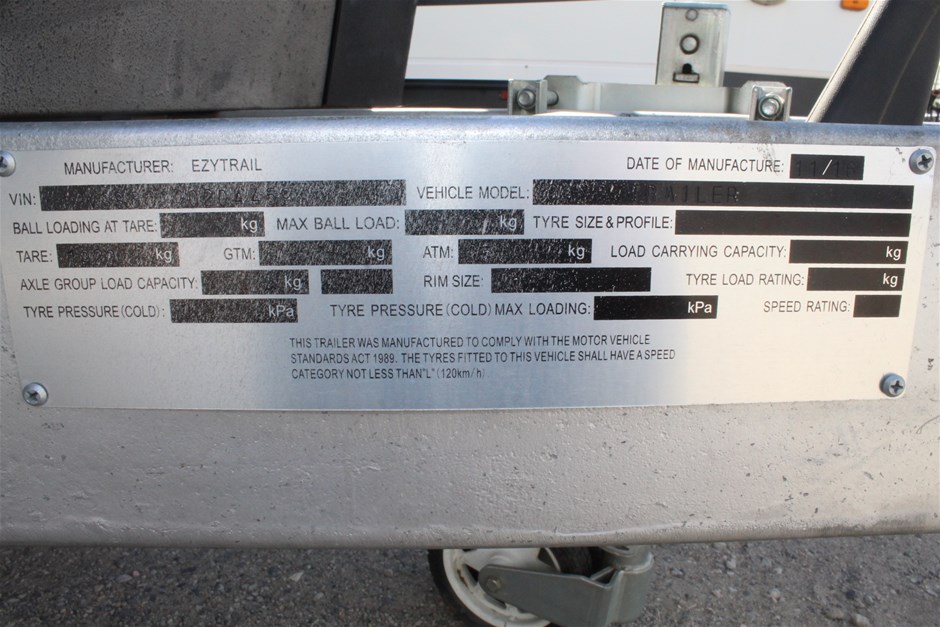 MANUFACTURER: EZYTRAIL DATE OF MANUFACTURE: 11/16
VIN: VEHICLE MODEL:
BALL LOADING AT TARE: kg MAX BALL LOAD: kg TYRE SIZE & PROFILE:
TARE: kg GTM: kg ATM: kg LOAD CARRYING CAPACITY: kg
AXLE GROUP LOAD CAPACITY: kg RIM SIZE: TYRE LOAD RATING: kg
TYRE PRESSURE (COLD): kPa TYRE PRESSURE (COLD) MAX LOADING: kPa SPEED RATING:
THIS TRAILER WAS MANUFACTURED TO COMPLY WITH THE MOTOR VEHICLE
STANDARDS ACT 1989. THE TYRES FITTED TO THIS VEHICLE SHALL HAVE A SPEED
CATEGORY NOT LESS THAN "L" (120km/h).